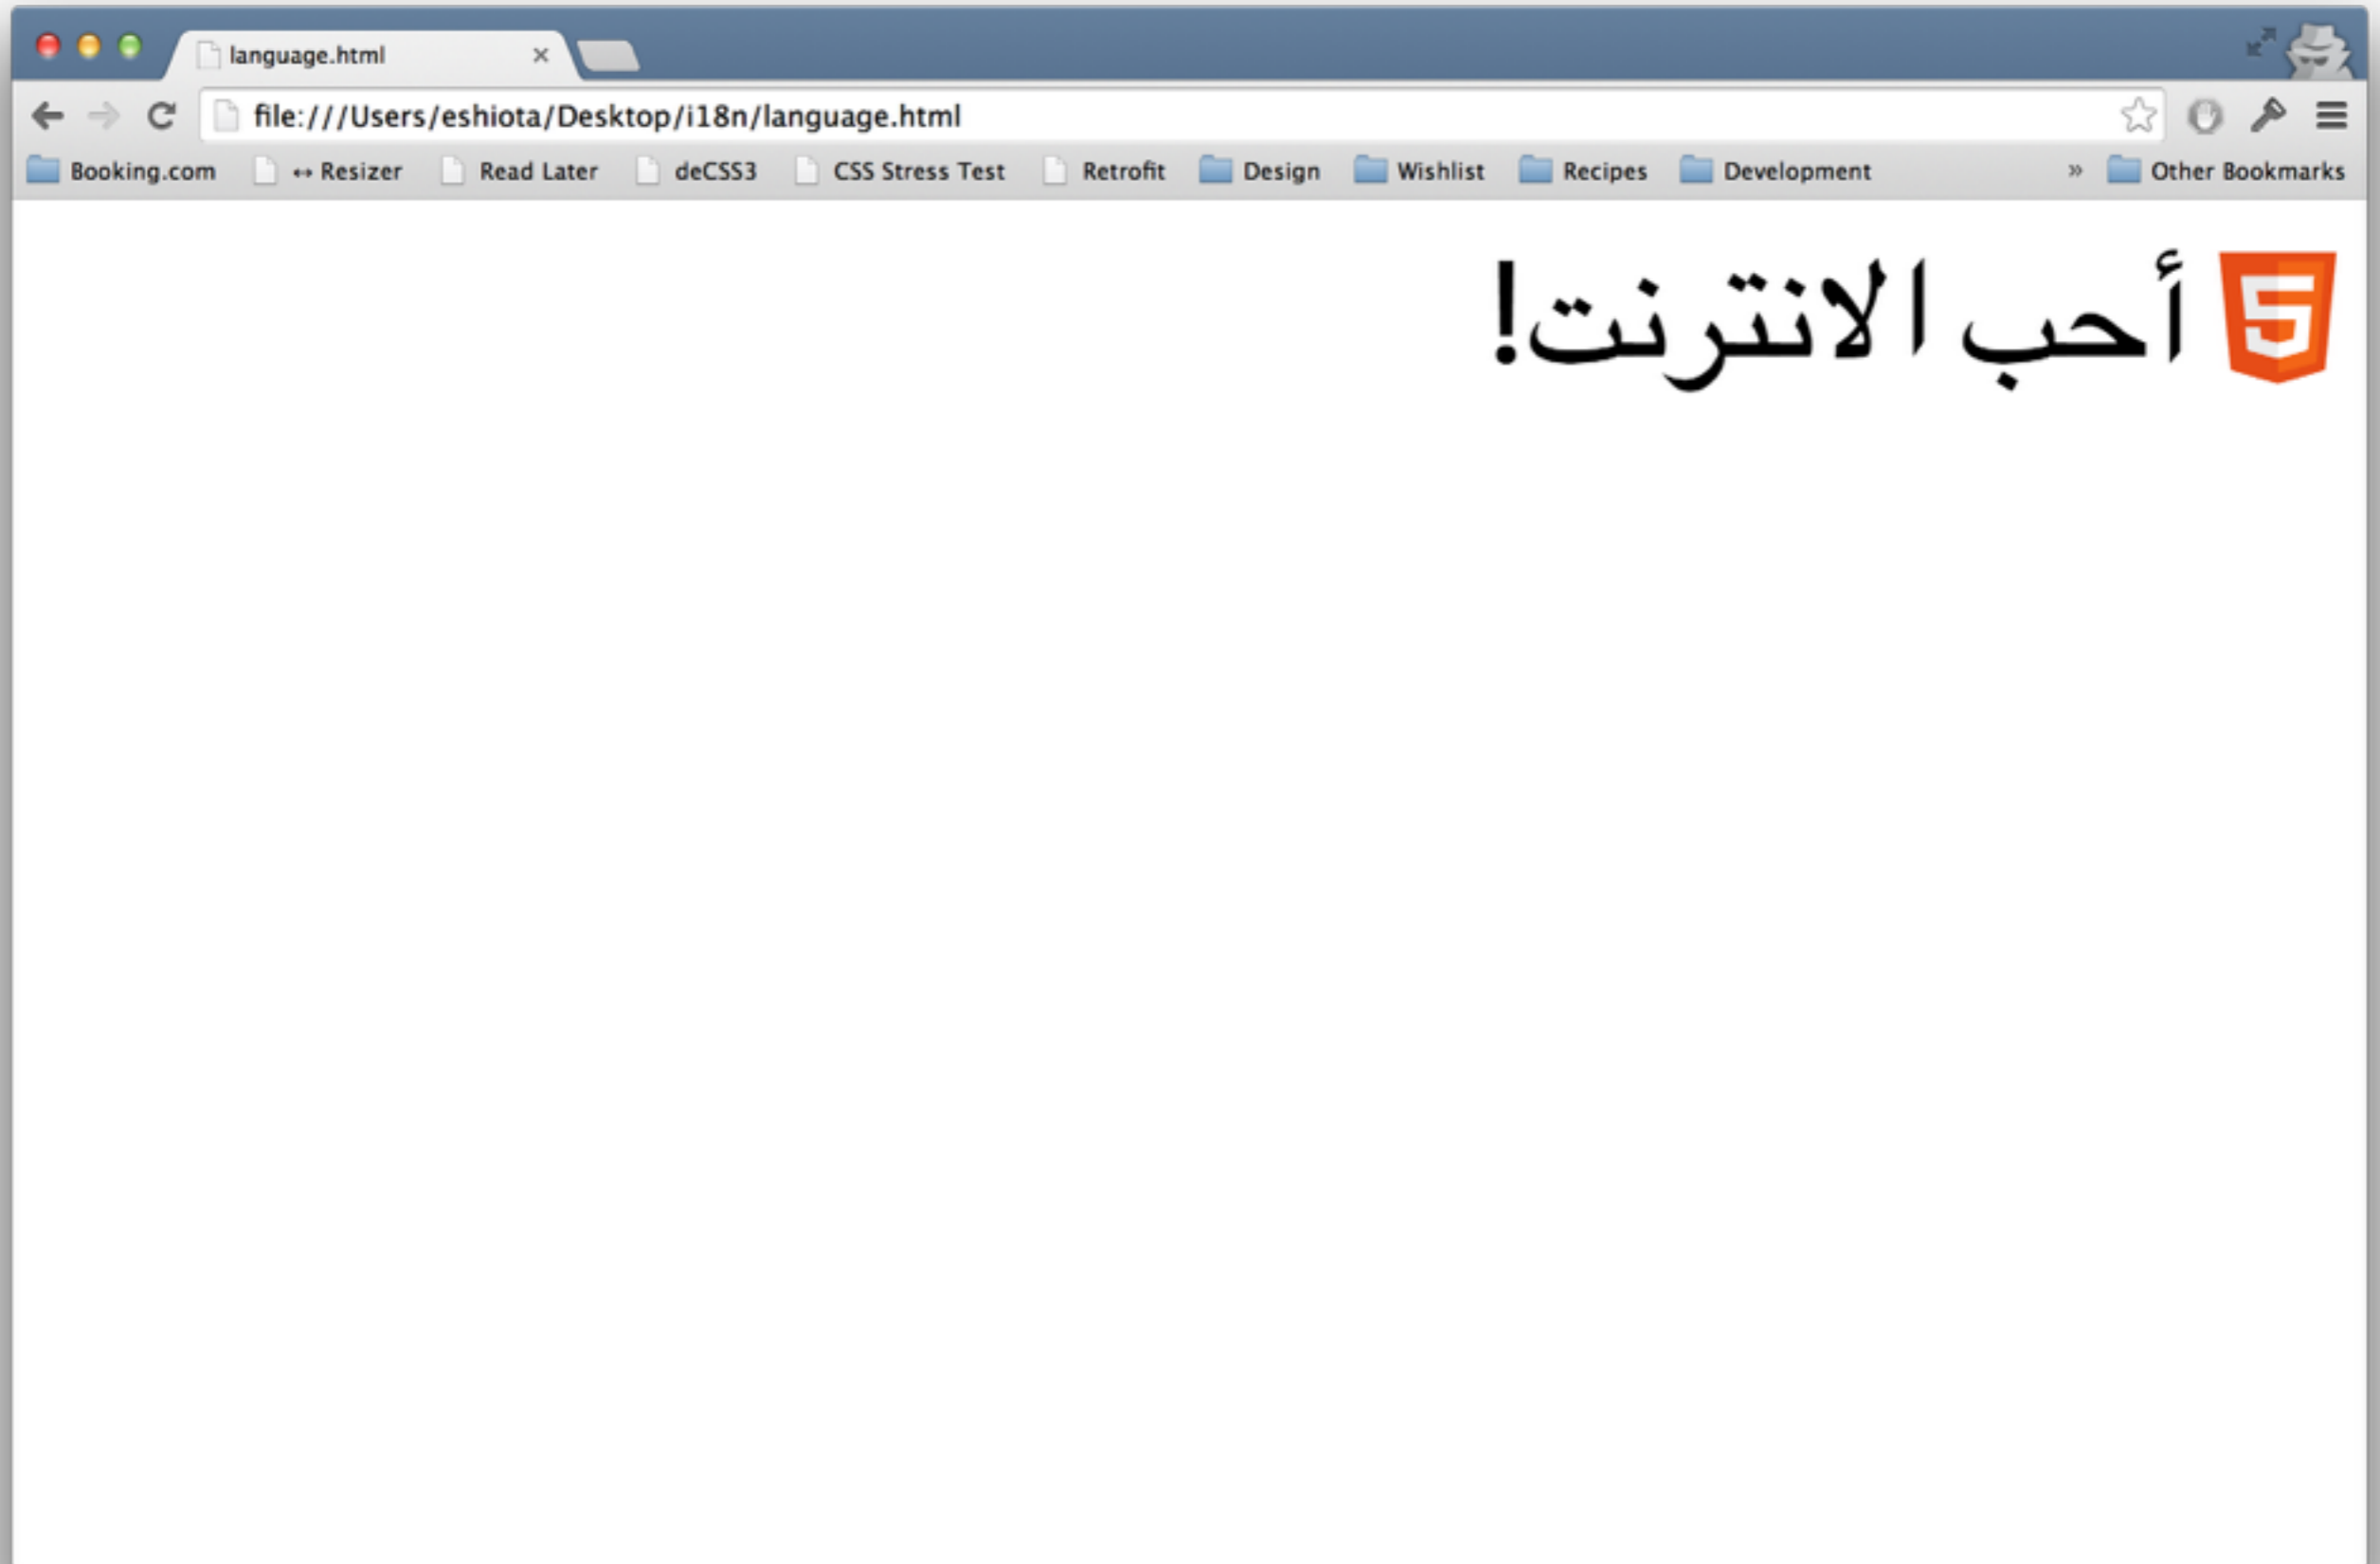 language.html
file:///Users/eshiota/Desktop/i18n/language.html
Booking.com ↔ Resizer Read Later deCSS3 CSS Stress Test Retrofit Design Wishlist Recipes Development » Other Bookmarks
أحب الانترنت!